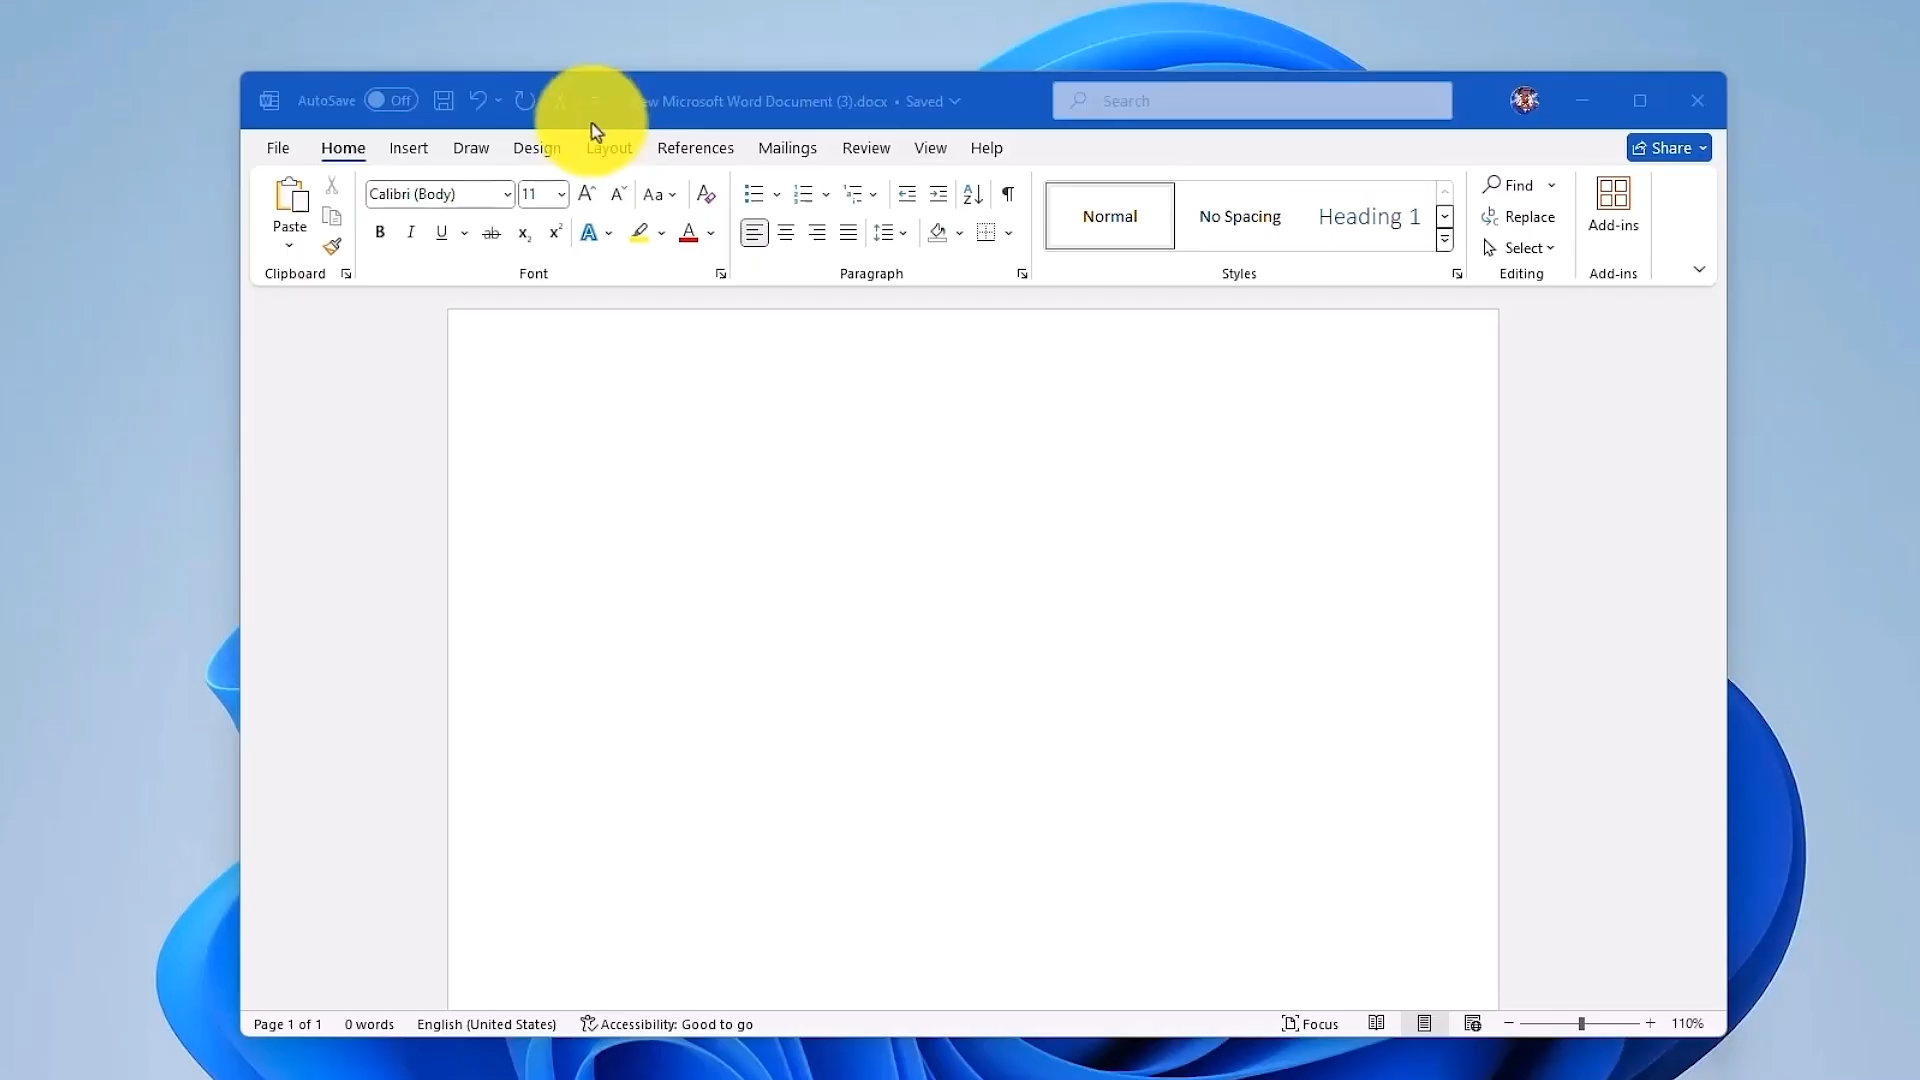 AutoSave Off Microsoft Word Document (3).docx • Saved Search
File Home Insert Draw Design Layout References Mailings Review View Help Share
Paste
Clipboard
Calibri (Body) 11 Aa
B I U ab x₂ x² A A
Font
Paragraph
Normal No Spacing Heading 1
Styles
Find
Replace
Select
Editing
Add-ins
Add-ins
Page 1 of 1 0 words English (United States) Accessibility: Good to go Focus 110%